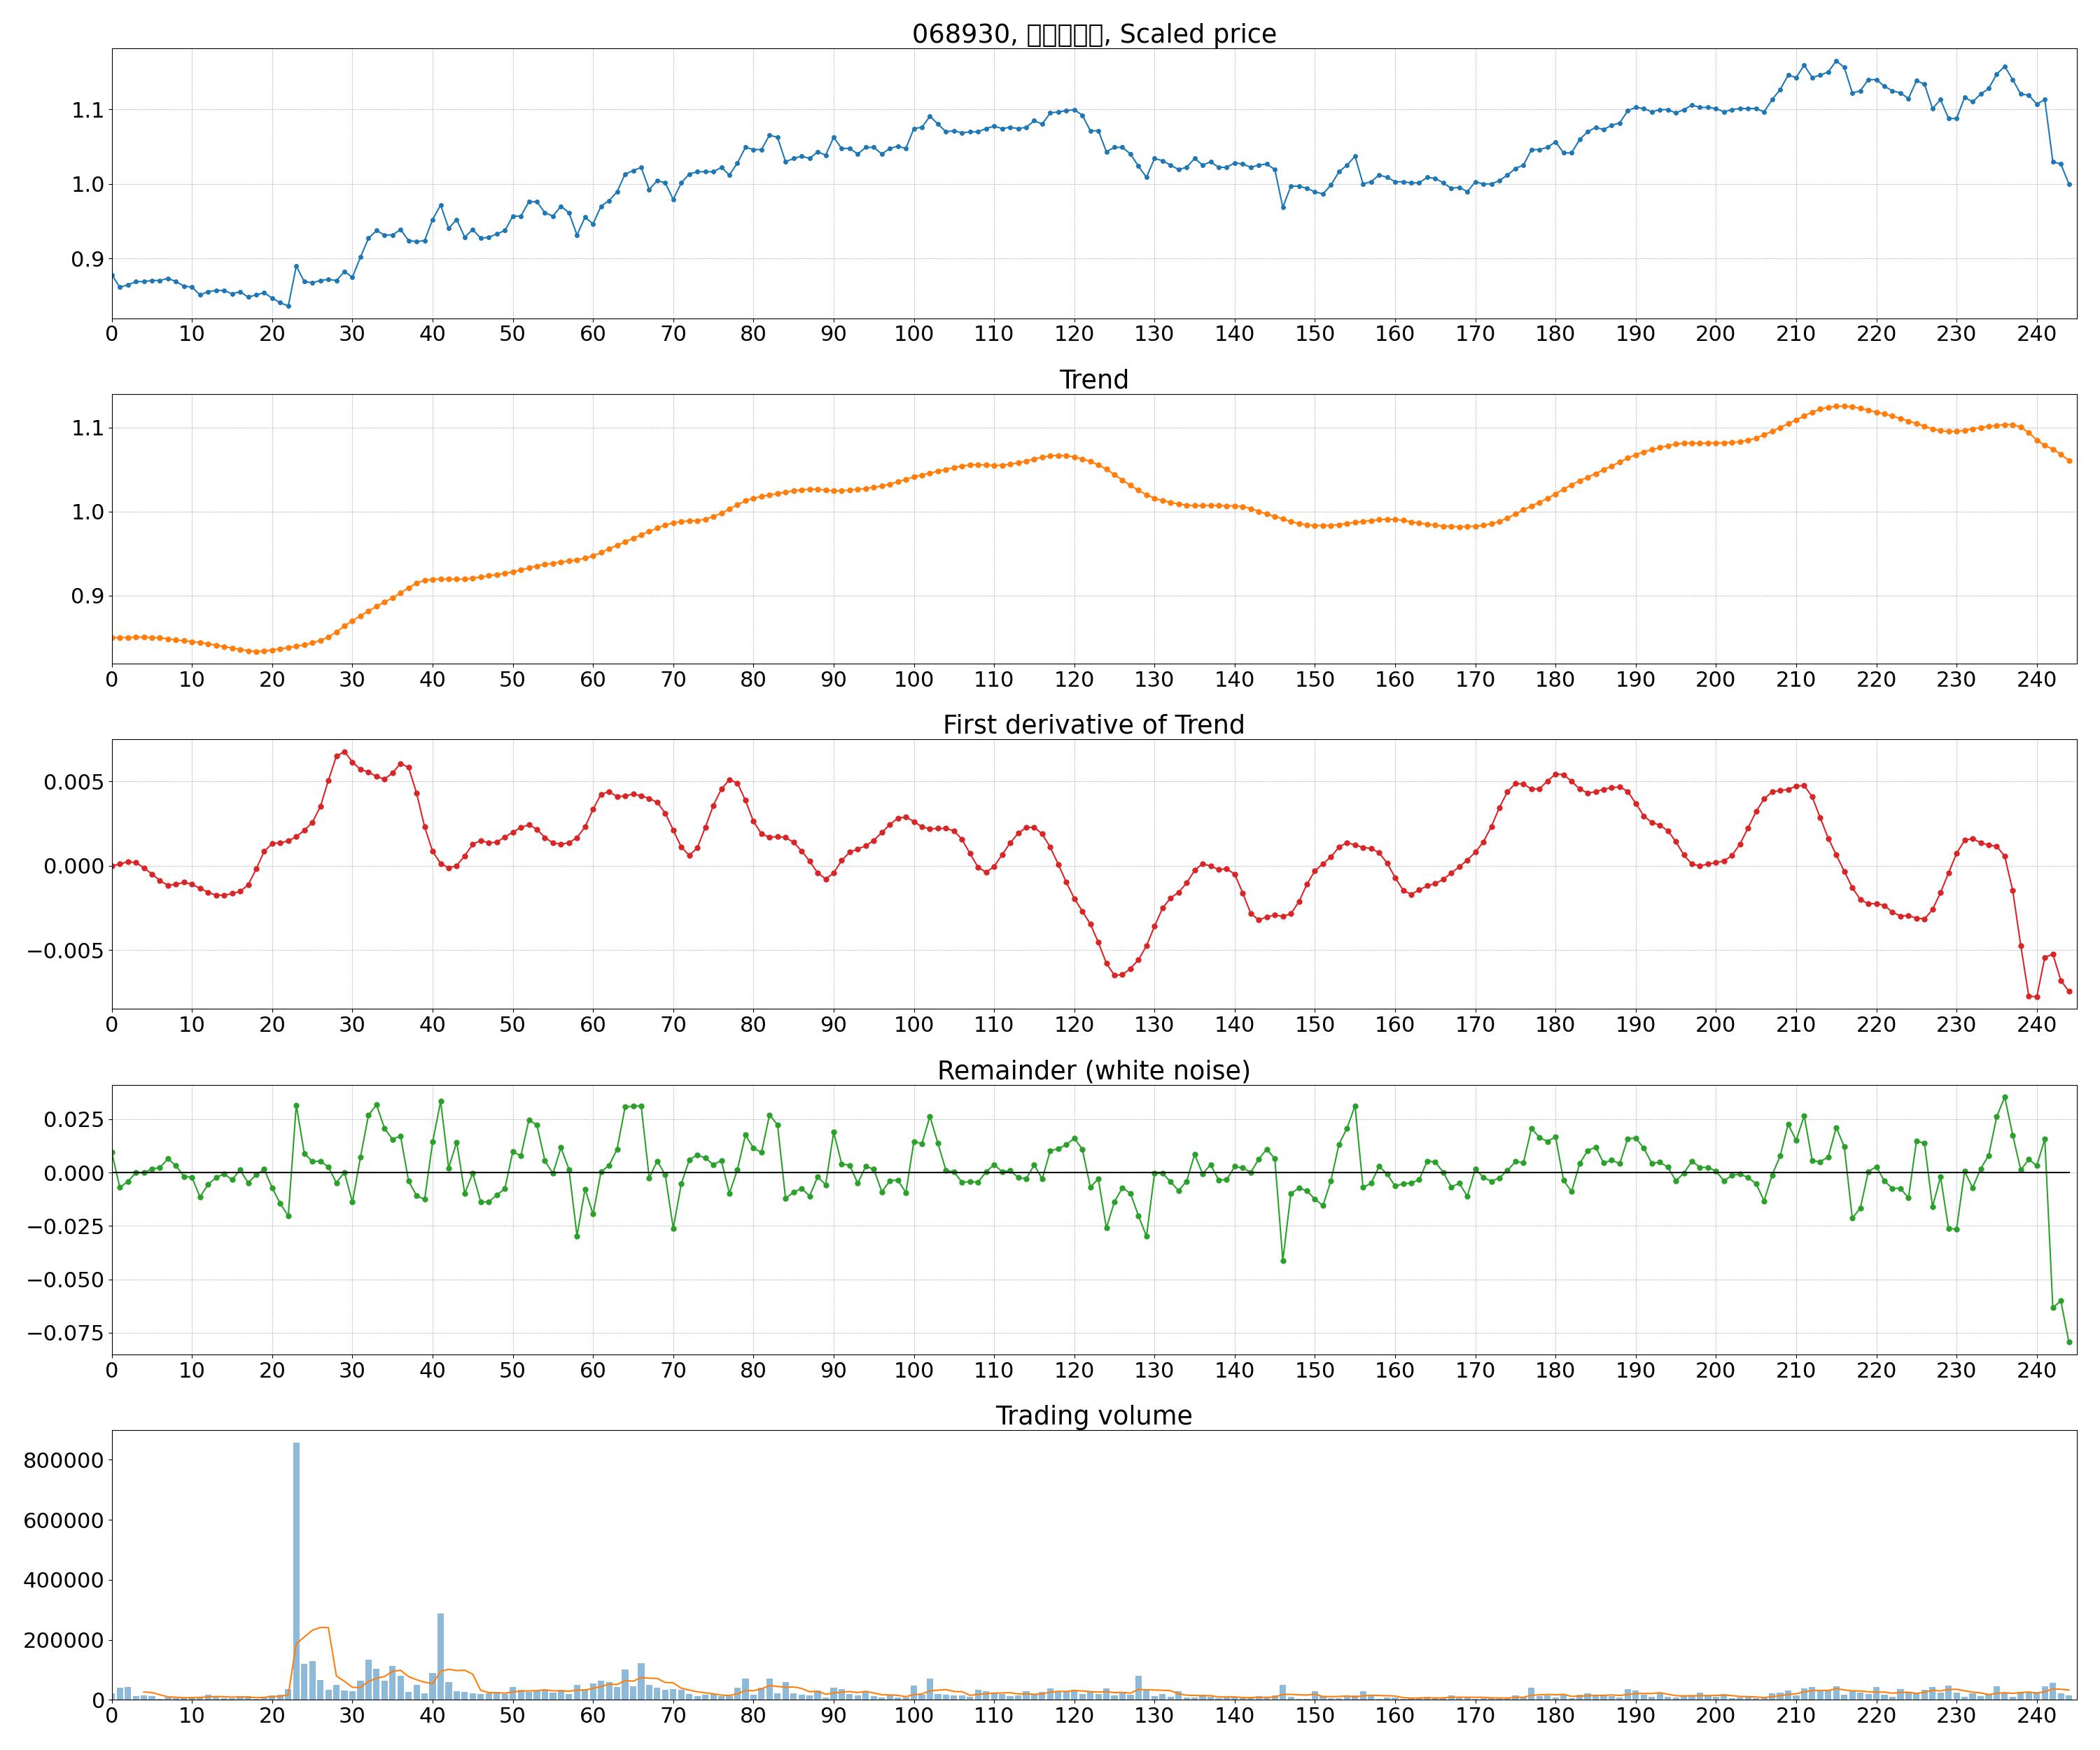 068930, □□□□□, Scaled price
1.1
1.0
0.9
0 10 20 30 40 50 60 70 80 90 100 110 120 130 140 150 160 170 180 190 200 210 220 230 240
Trend
1.1
1.0
0.9
0 10 20 30 40 50 60 70 80 90 100 110 120 130 140 150 160 170 180 190 200 210 220 230 240
First derivative of Trend
0.005
0.000
−0.005
0 10 20 30 40 50 60 70 80 90 100 110 120 130 140 150 160 170 180 190 200 210 220 230 240
Remainder (white noise)
0.025
0.000
−0.025
−0.050
−0.075
0 10 20 30 40 50 60 70 80 90 100 110 120 130 140 150 160 170 180 190 200 210 220 230 240
Trading volume
800000
600000
400000
200000
0
0 10 20 30 40 50 60 70 80 90 100 110 120 130 140 150 160 170 180 190 200 210 220 230 240